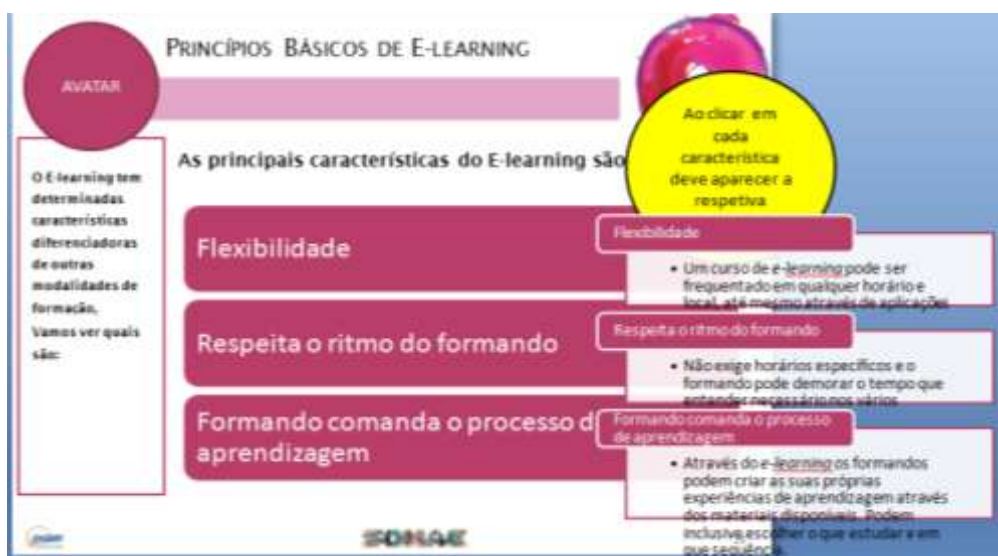 PRINCÍPIOS BÁSICOS DE E-LEARNING
AVATAR
O E-learning tem
determinadas
características
diferenciadoras
de outras
modalidades de
formação.
Vamos ver quais
são:
As principais características do E-learning são
Ao clicar em
cada
característica
deve aparecer a
respetiva
Flexibilidade
Respeita o ritmo do formando
Formando comanda o processo d
aprendizagem
Flexibilidade
• Um curso de e-learning pode ser
frequentado em qualquer horário e
local, até mesmo através de aplicações
Respeita o ritmo do formando
• Não exige horários específicos e o
formando pode demorar o tempo que
entender necessário nos vários
Formando comanda o processo
de aprendizagem
• Através do e-learning os formandos
podem criar as suas próprias
experiências de aprendizagem através
dos materiais disponíveis. Podem
inclusive escolher o que estudar e em
que sequência.
SONAE